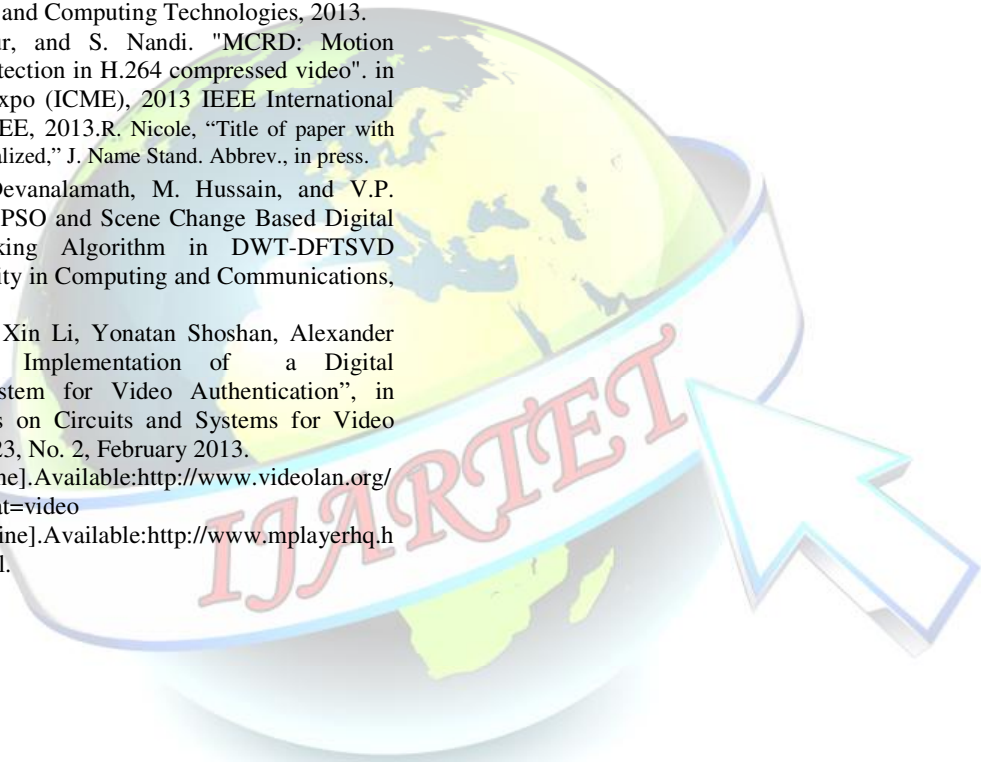 and Computing Technologies, 2013.
ur, and S. Nandi. "MCRD: Motion
tection in H.264 compressed video". in
xpo (ICME), 2013 IEEE International
EE, 2013.R. Nicole, “Title of paper with
alized,” J. Name Stand. Abbrev., in press.
Devanalamath, M. Hussain, and V.P.
PSO and Scene Change Based Digital
king Algorithm in DWT-DFTSVD
ity in Computing and Communications,
Xin Li, Yonatan Shoshan, Alexander
Implementation of a Digital
stem for Video Authentication”, in
s on Circuits and Systems for Video
23, No. 2, February 2013.
ne].Available:http://www.videolan.org/
nt=video
ine].Available:http://www.mplayerhq.h
l.
IJARTET